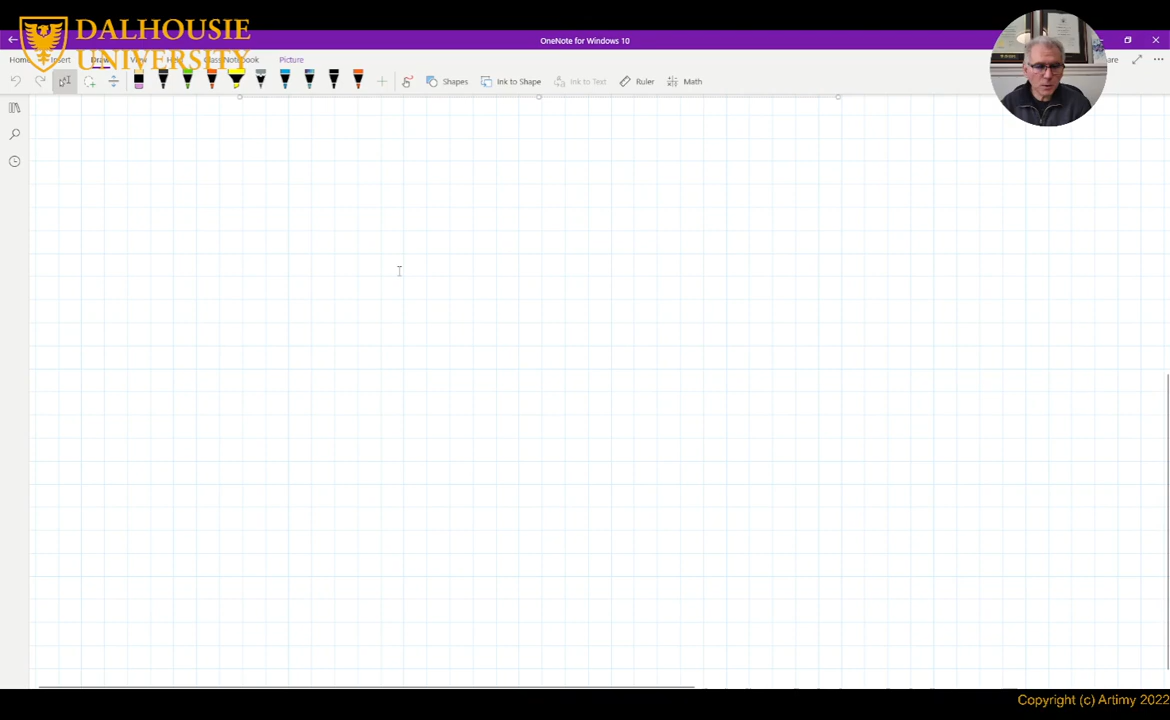 DALHOUSIE
UNIVERSITY
OneNote for Windows 10
Home Insert Draw View Help Class Notebook Picture
Shapes Ink to Shape Ink to Text Ruler Math
Copyright (c) Artimy 2022